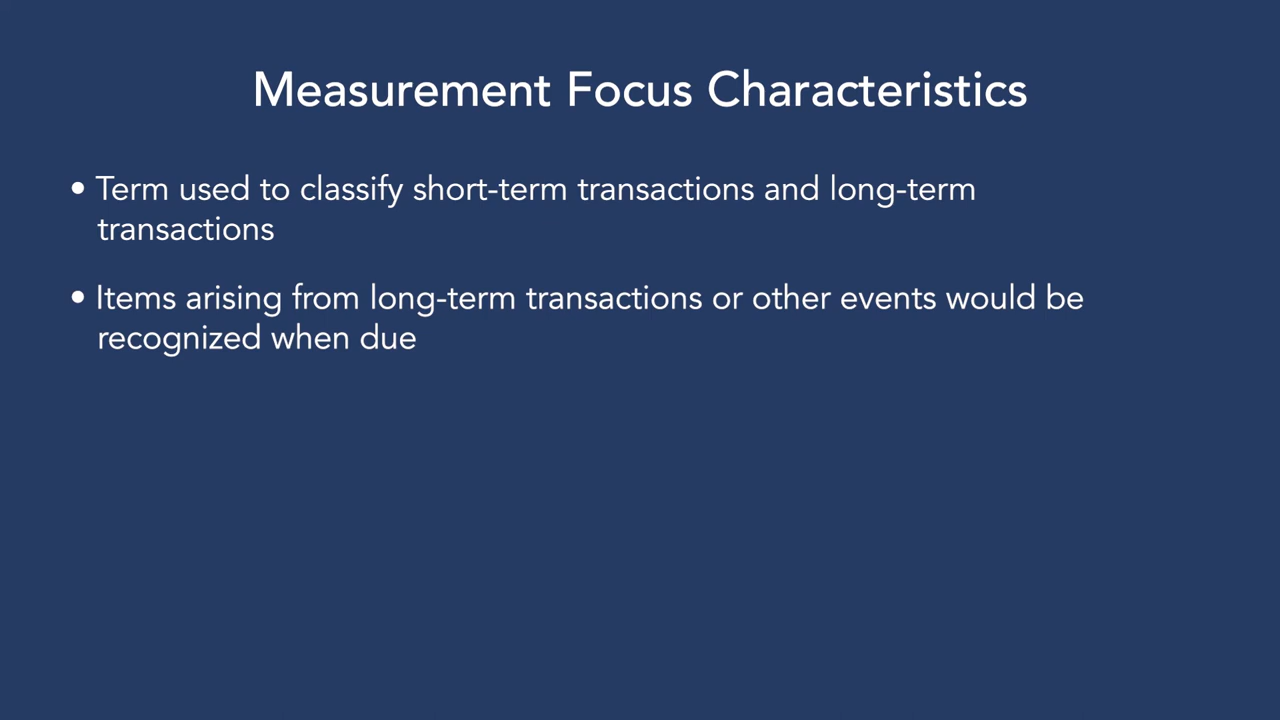 Measurement Focus Characteristics
• Term used to classify short-term transactions and long-term
transactions
• Items arising from long-term transactions or other events would be
recognized when due